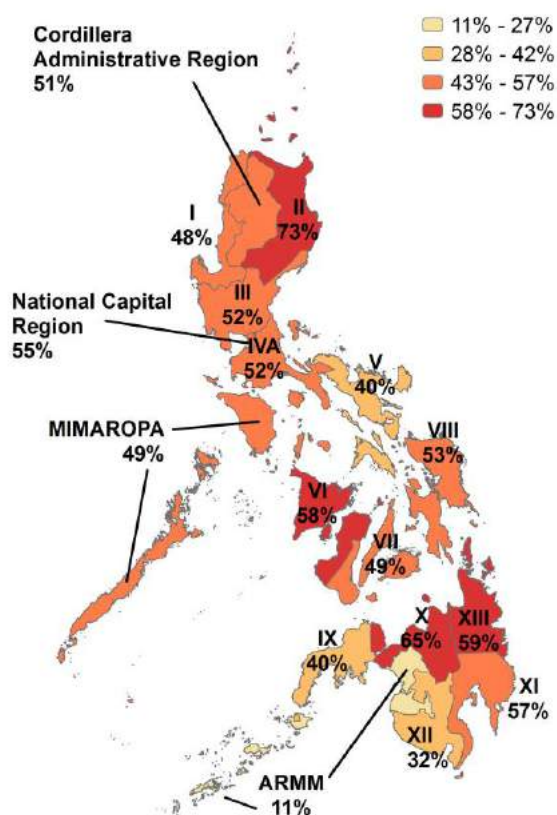 Cordillera
Administrative Region
51%
11% - 27%
28% - 42%
43% - 57%
58% - 73%
I
48%
II
73%
National Capital
Region
55%
III
52%
IVA
52%
V
40%
MIMAROPA
49%
VIII
53%
VI
58%
VII
49%
IX
40%
X
65%
XIII
59%
XI
57%
XII
32%
ARMM
11%